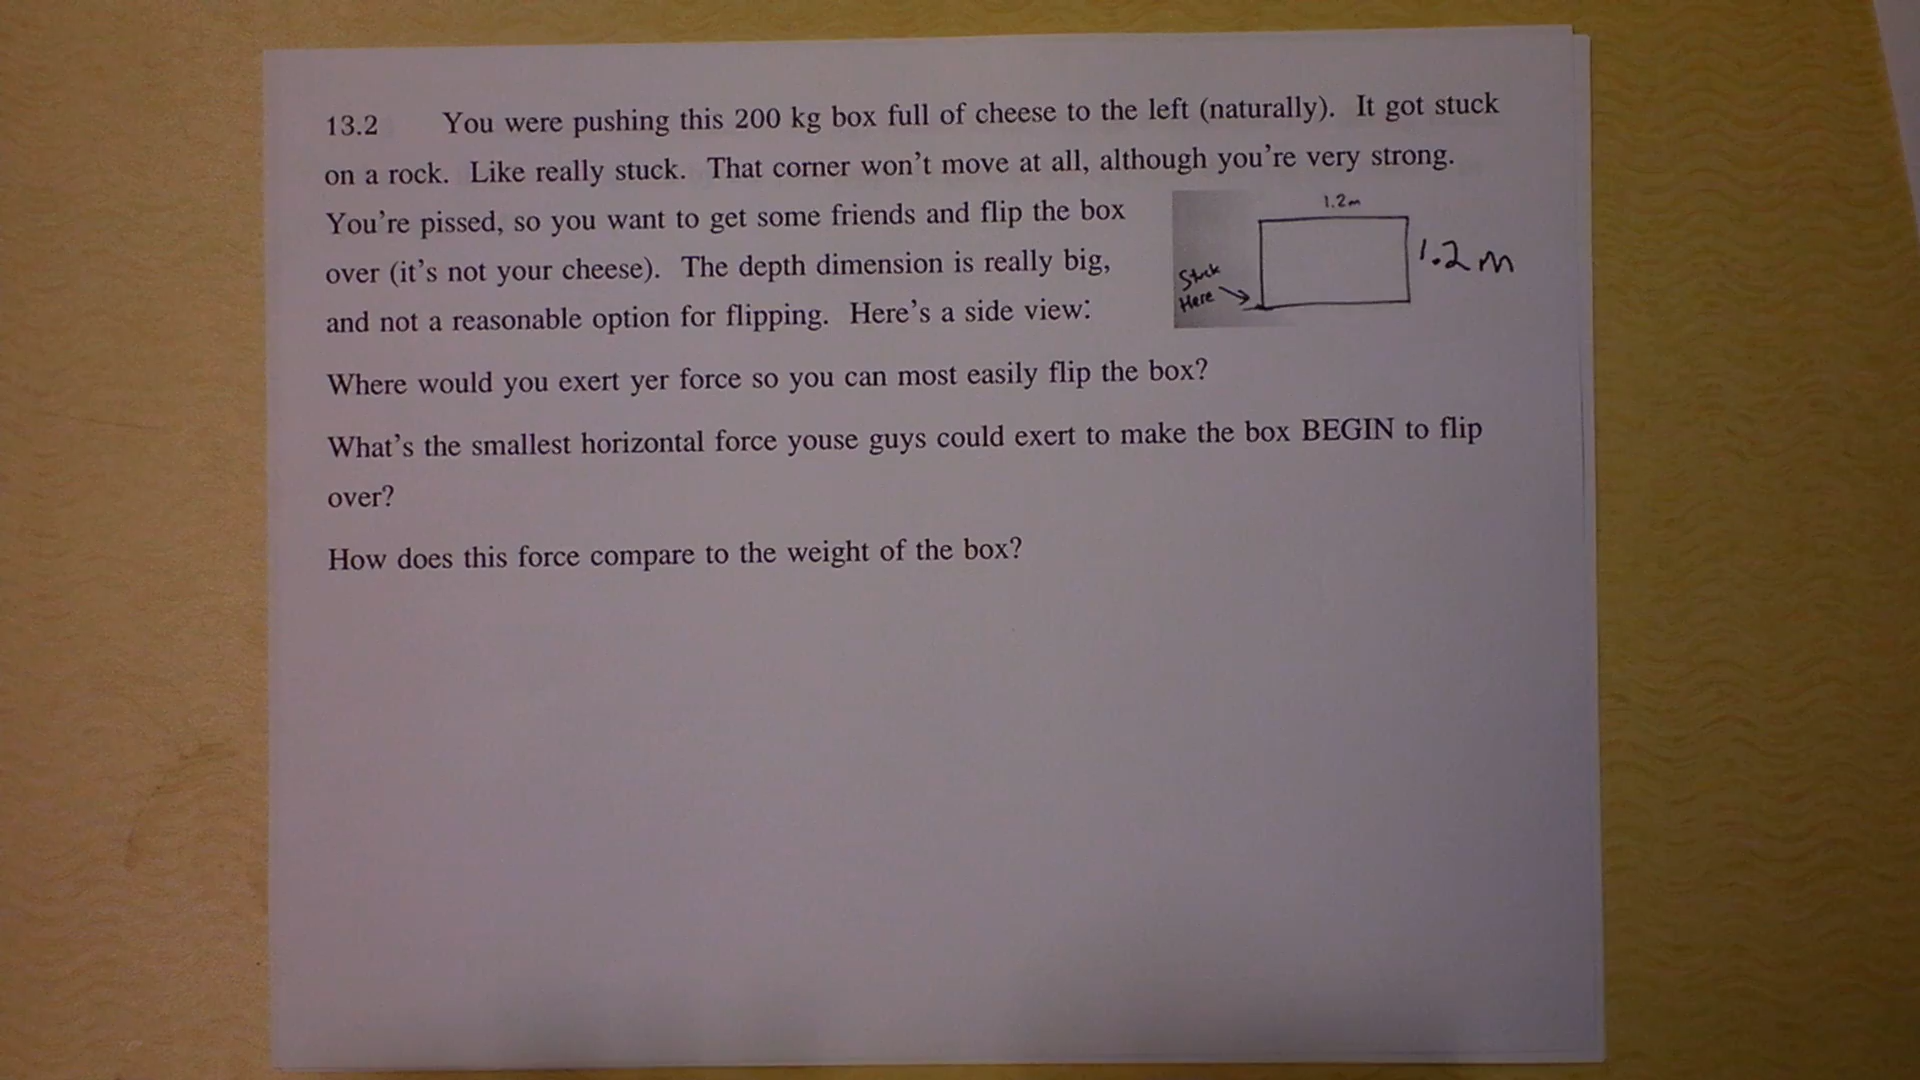 13.2 You were pushing this 200 kg box full of cheese to the left (naturally). It got stuck
on a rock. Like really stuck. That corner won't move at all, although you're very strong.
You're pissed, so you want to get some friends and flip the box
over (it's not your cheese). The depth dimension is really big,
and not a reasonable option for flipping. Here's a side view:
1.2m
1.2m
Stuck
Here
Where would you exert yer force so you can most easily flip the box?
What's the smallest horizontal force youse guys could exert to make the box BEGIN to flip
over?
How does this force compare to the weight of the box?